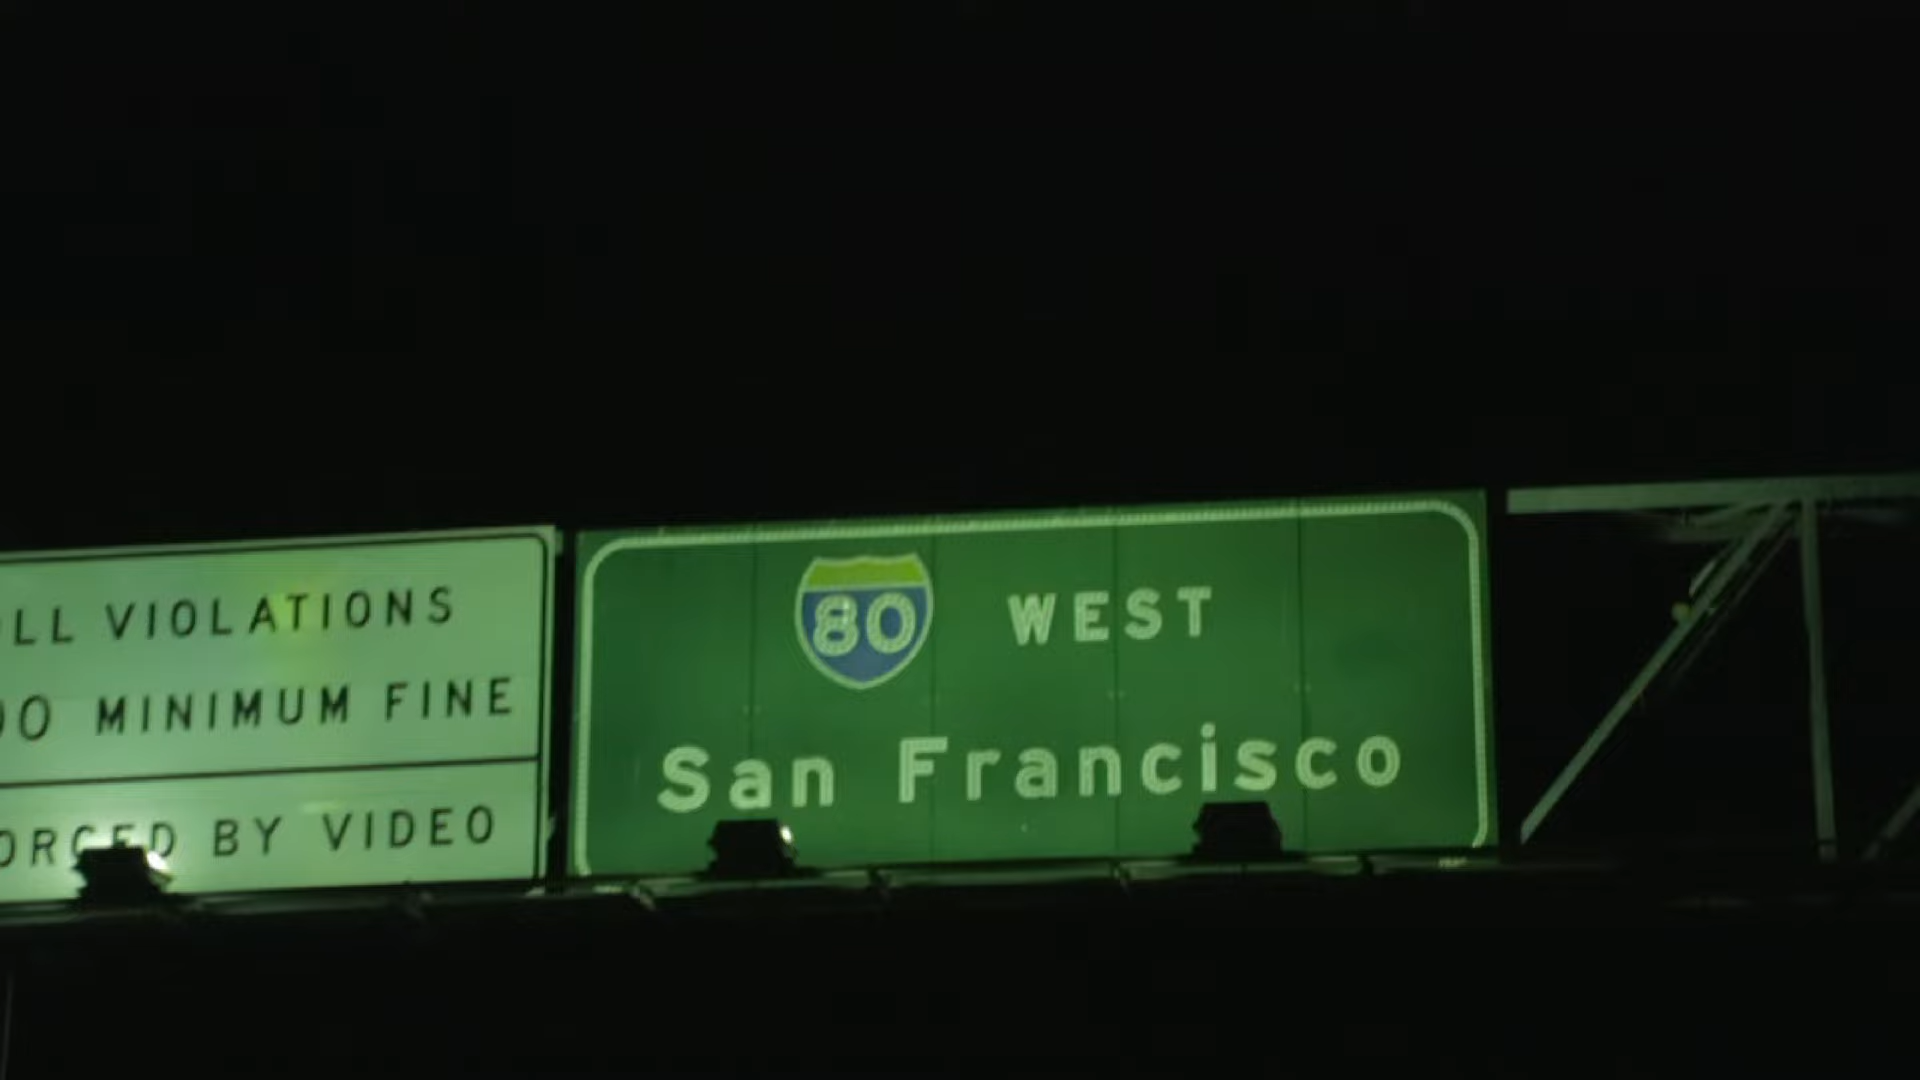 VIOLATIONS
MINIMUM FINE
BY VIDEO
80 WEST
San Francisco